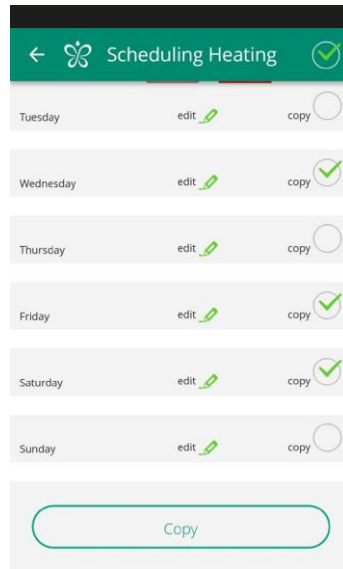 Scheduling Heating
Tuesday edit copy
Wednesday edit copy
Thursday edit copy
Friday edit copy
Saturday edit copy
Sunday edit copy
Copy